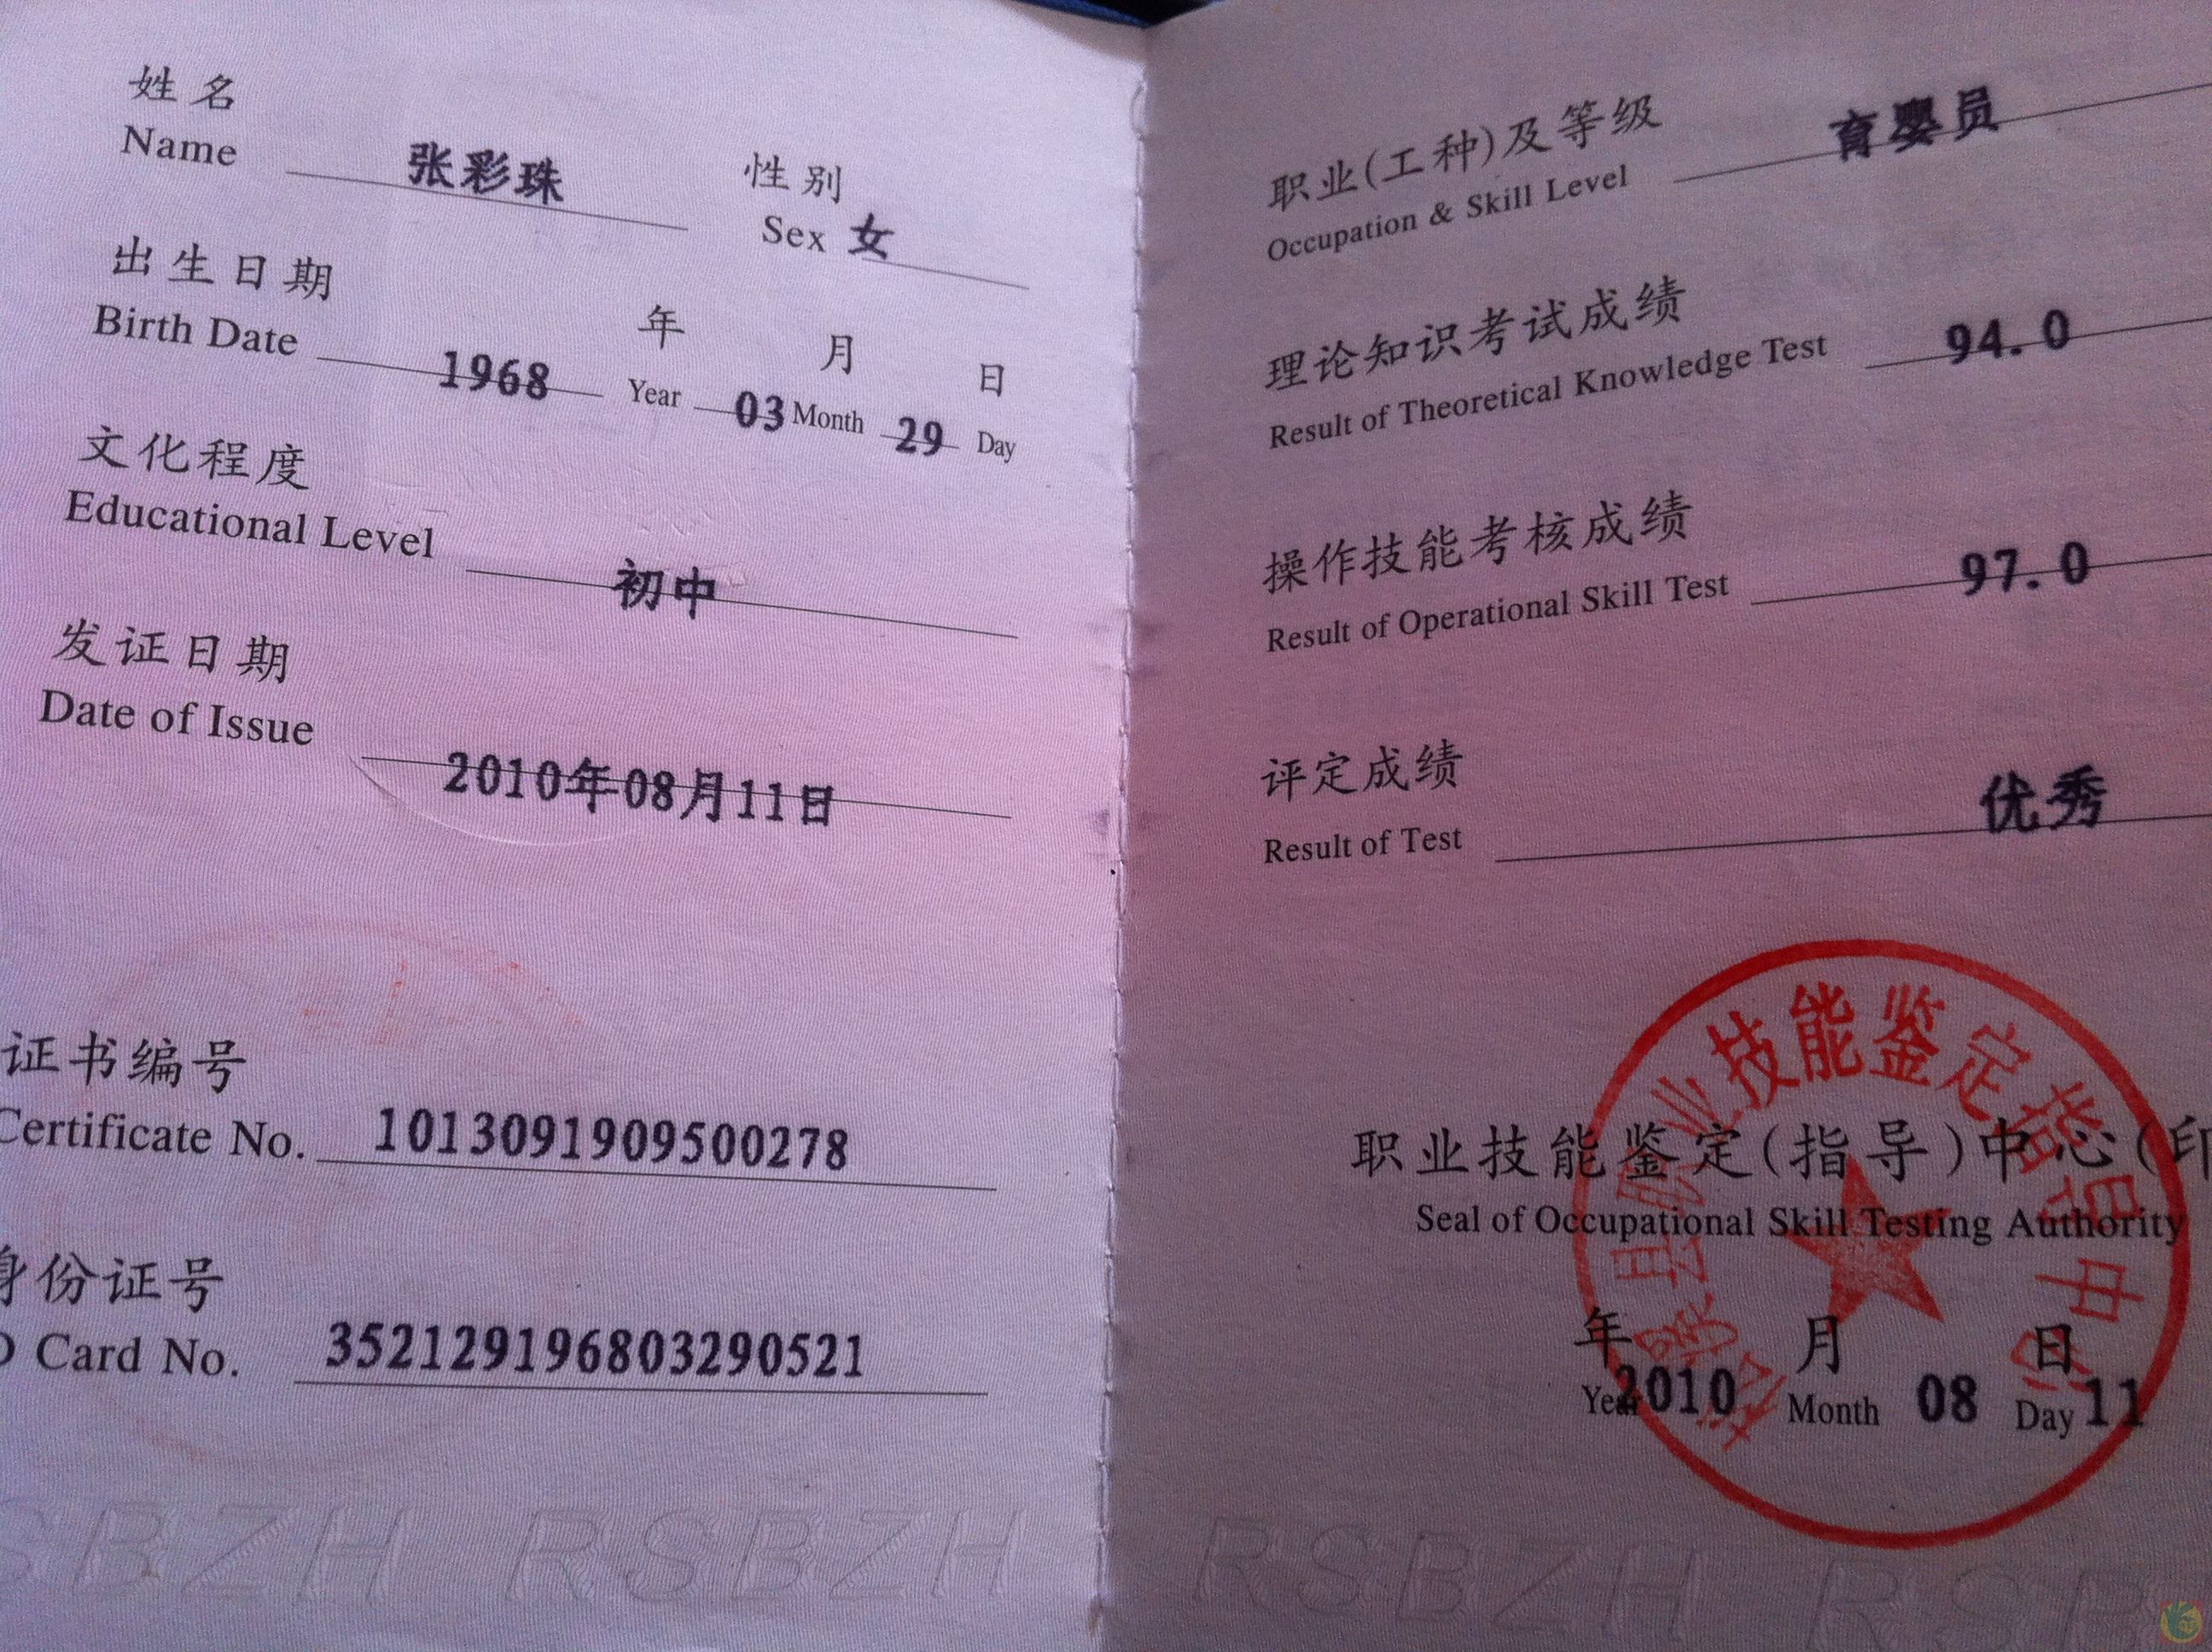 姓名
Name 张彩珠
性别
Sex 女
出生日期 年 月 日
Birth Date 1968 Year 03 Month 29 Day
文化程度
Educational Level 初中
发证日期
Date of Issue 2010年08月11日
证书编号
Certificate No. 1013091909500278
身份证号
Card No. 352129196803290521
RSBZH
职业(工种)及等级 育婴员
Occupation & Skill Level
理论知识考试成绩 94.0
Result of Theoretical Knowledge Test
操作技能考核成绩 97.0
Result of Operational Skill Test
评定成绩 优秀
Result of Test
职业技能鉴定指导中心
职业技能鉴定(指导)中心(印
Seal of Occupational Skill Testing Authority
年 月 日
Year 2010 Month 08 Day 11
RSBZH